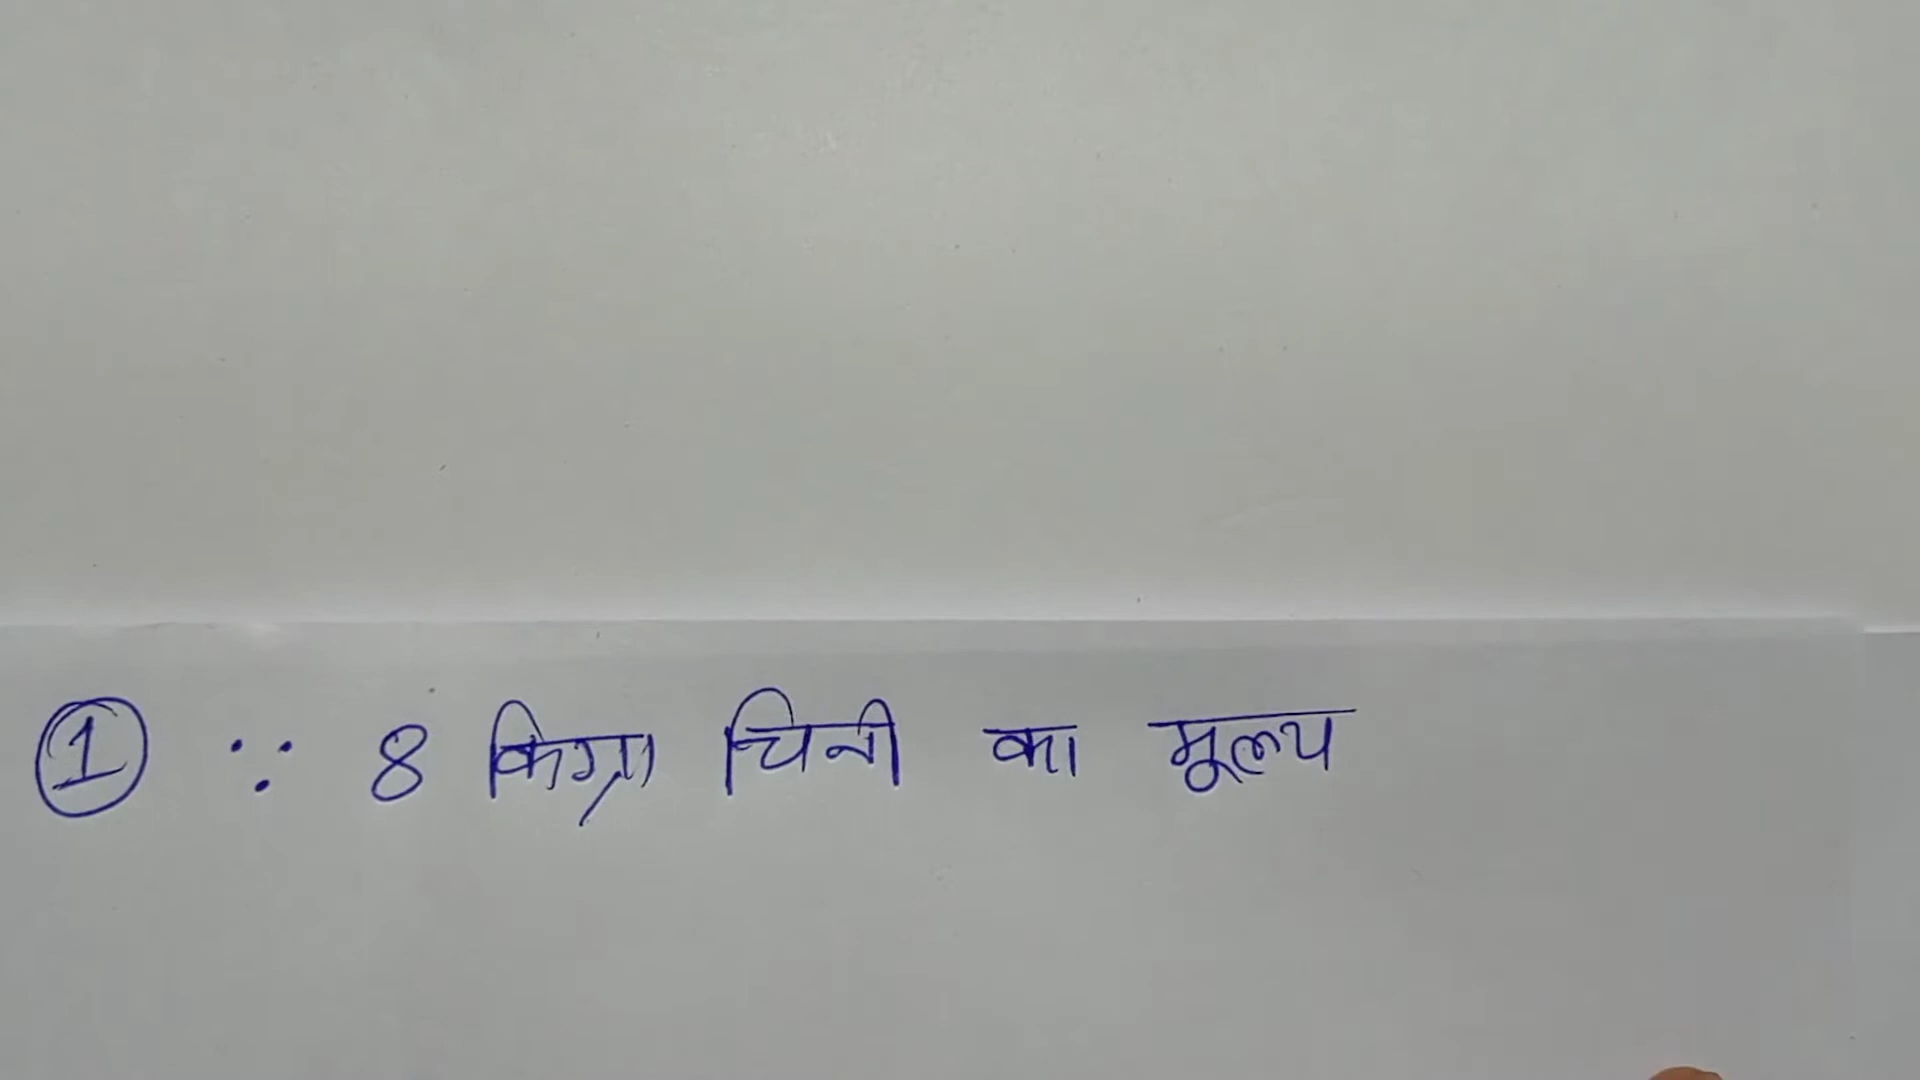 ① ∵ 8 किग्रा चिनी का मूल्य